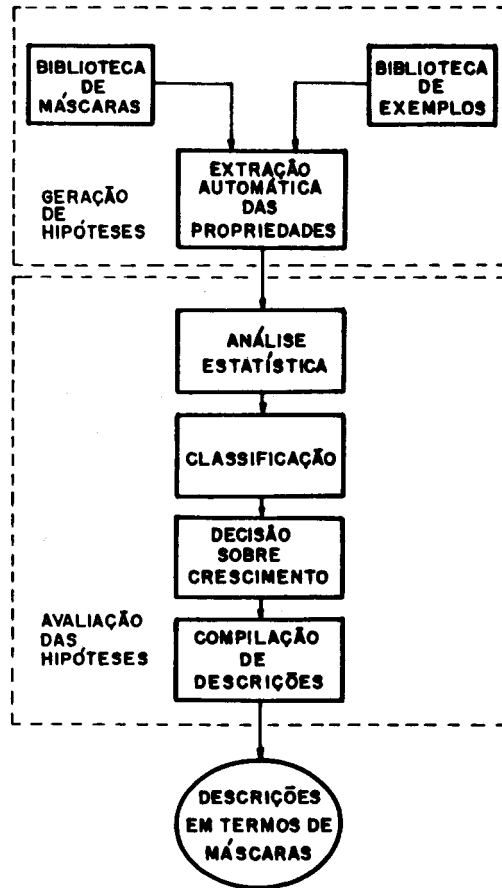 BIBLIOTECA
DE
MÁSCARAS
BIBLIOTECA
DE
EXEMPLOS
EXTRAÇÃO
AUTOMÁTICA
DAS
PROPRIEDADES
GERAÇÃO
DE
HIPÓTESES
ANÁLISE
ESTATÍSTICA
CLASSIFICAÇÃO
DECISÃO
SOBRE
CRESCIMENTO
AVALIAÇÃO
DAS
HIPÓTESES
COMPILAÇÃO
DE
DESCRIÇÕES
DESCRIÇÕES
EM TERMOS DE
MÁSCARAS